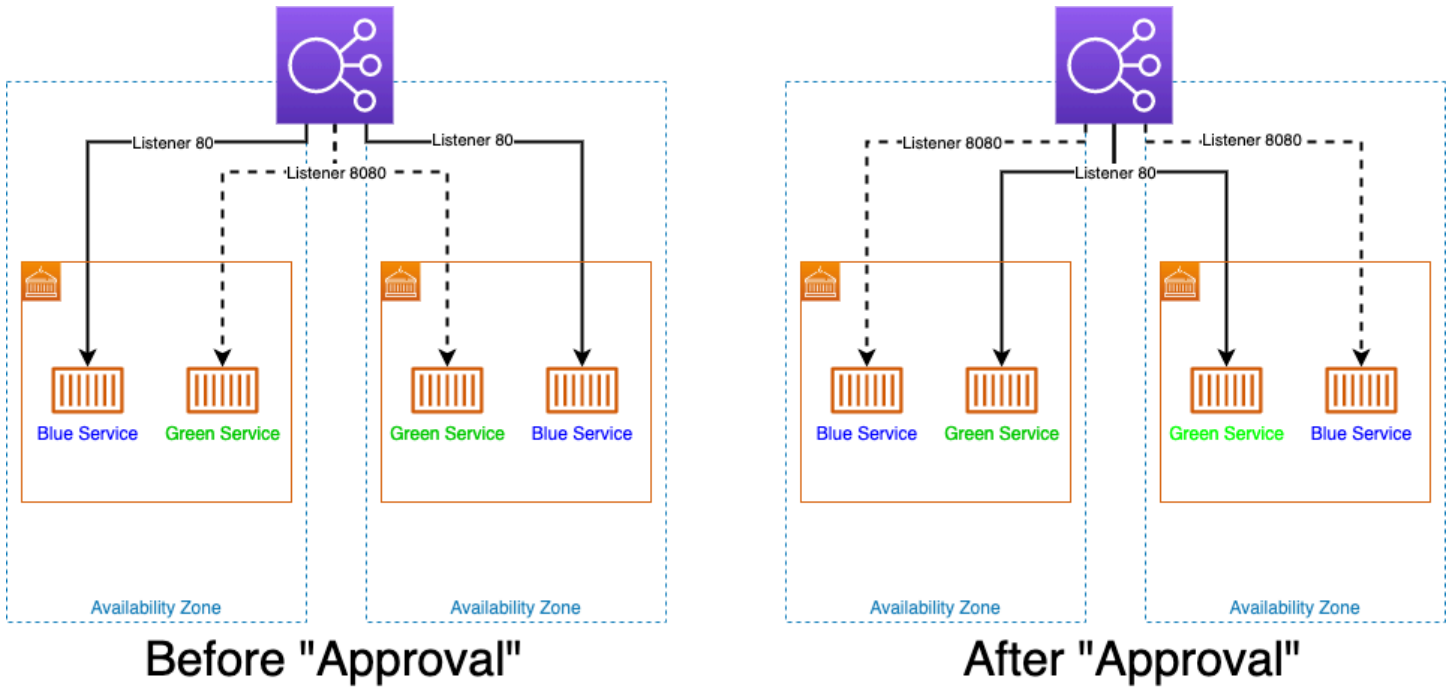 Listener 80
Listener 80
Listener 8080
Blue Service
Green Service
Green Service
Blue Service
Availability Zone
Availability Zone
Before "Approval"
Listener 8080
Listener 8080
Listener 80
Blue Service
Green Service
Green Service
Blue Service
Availability Zone
Availability Zone
After "Approval"